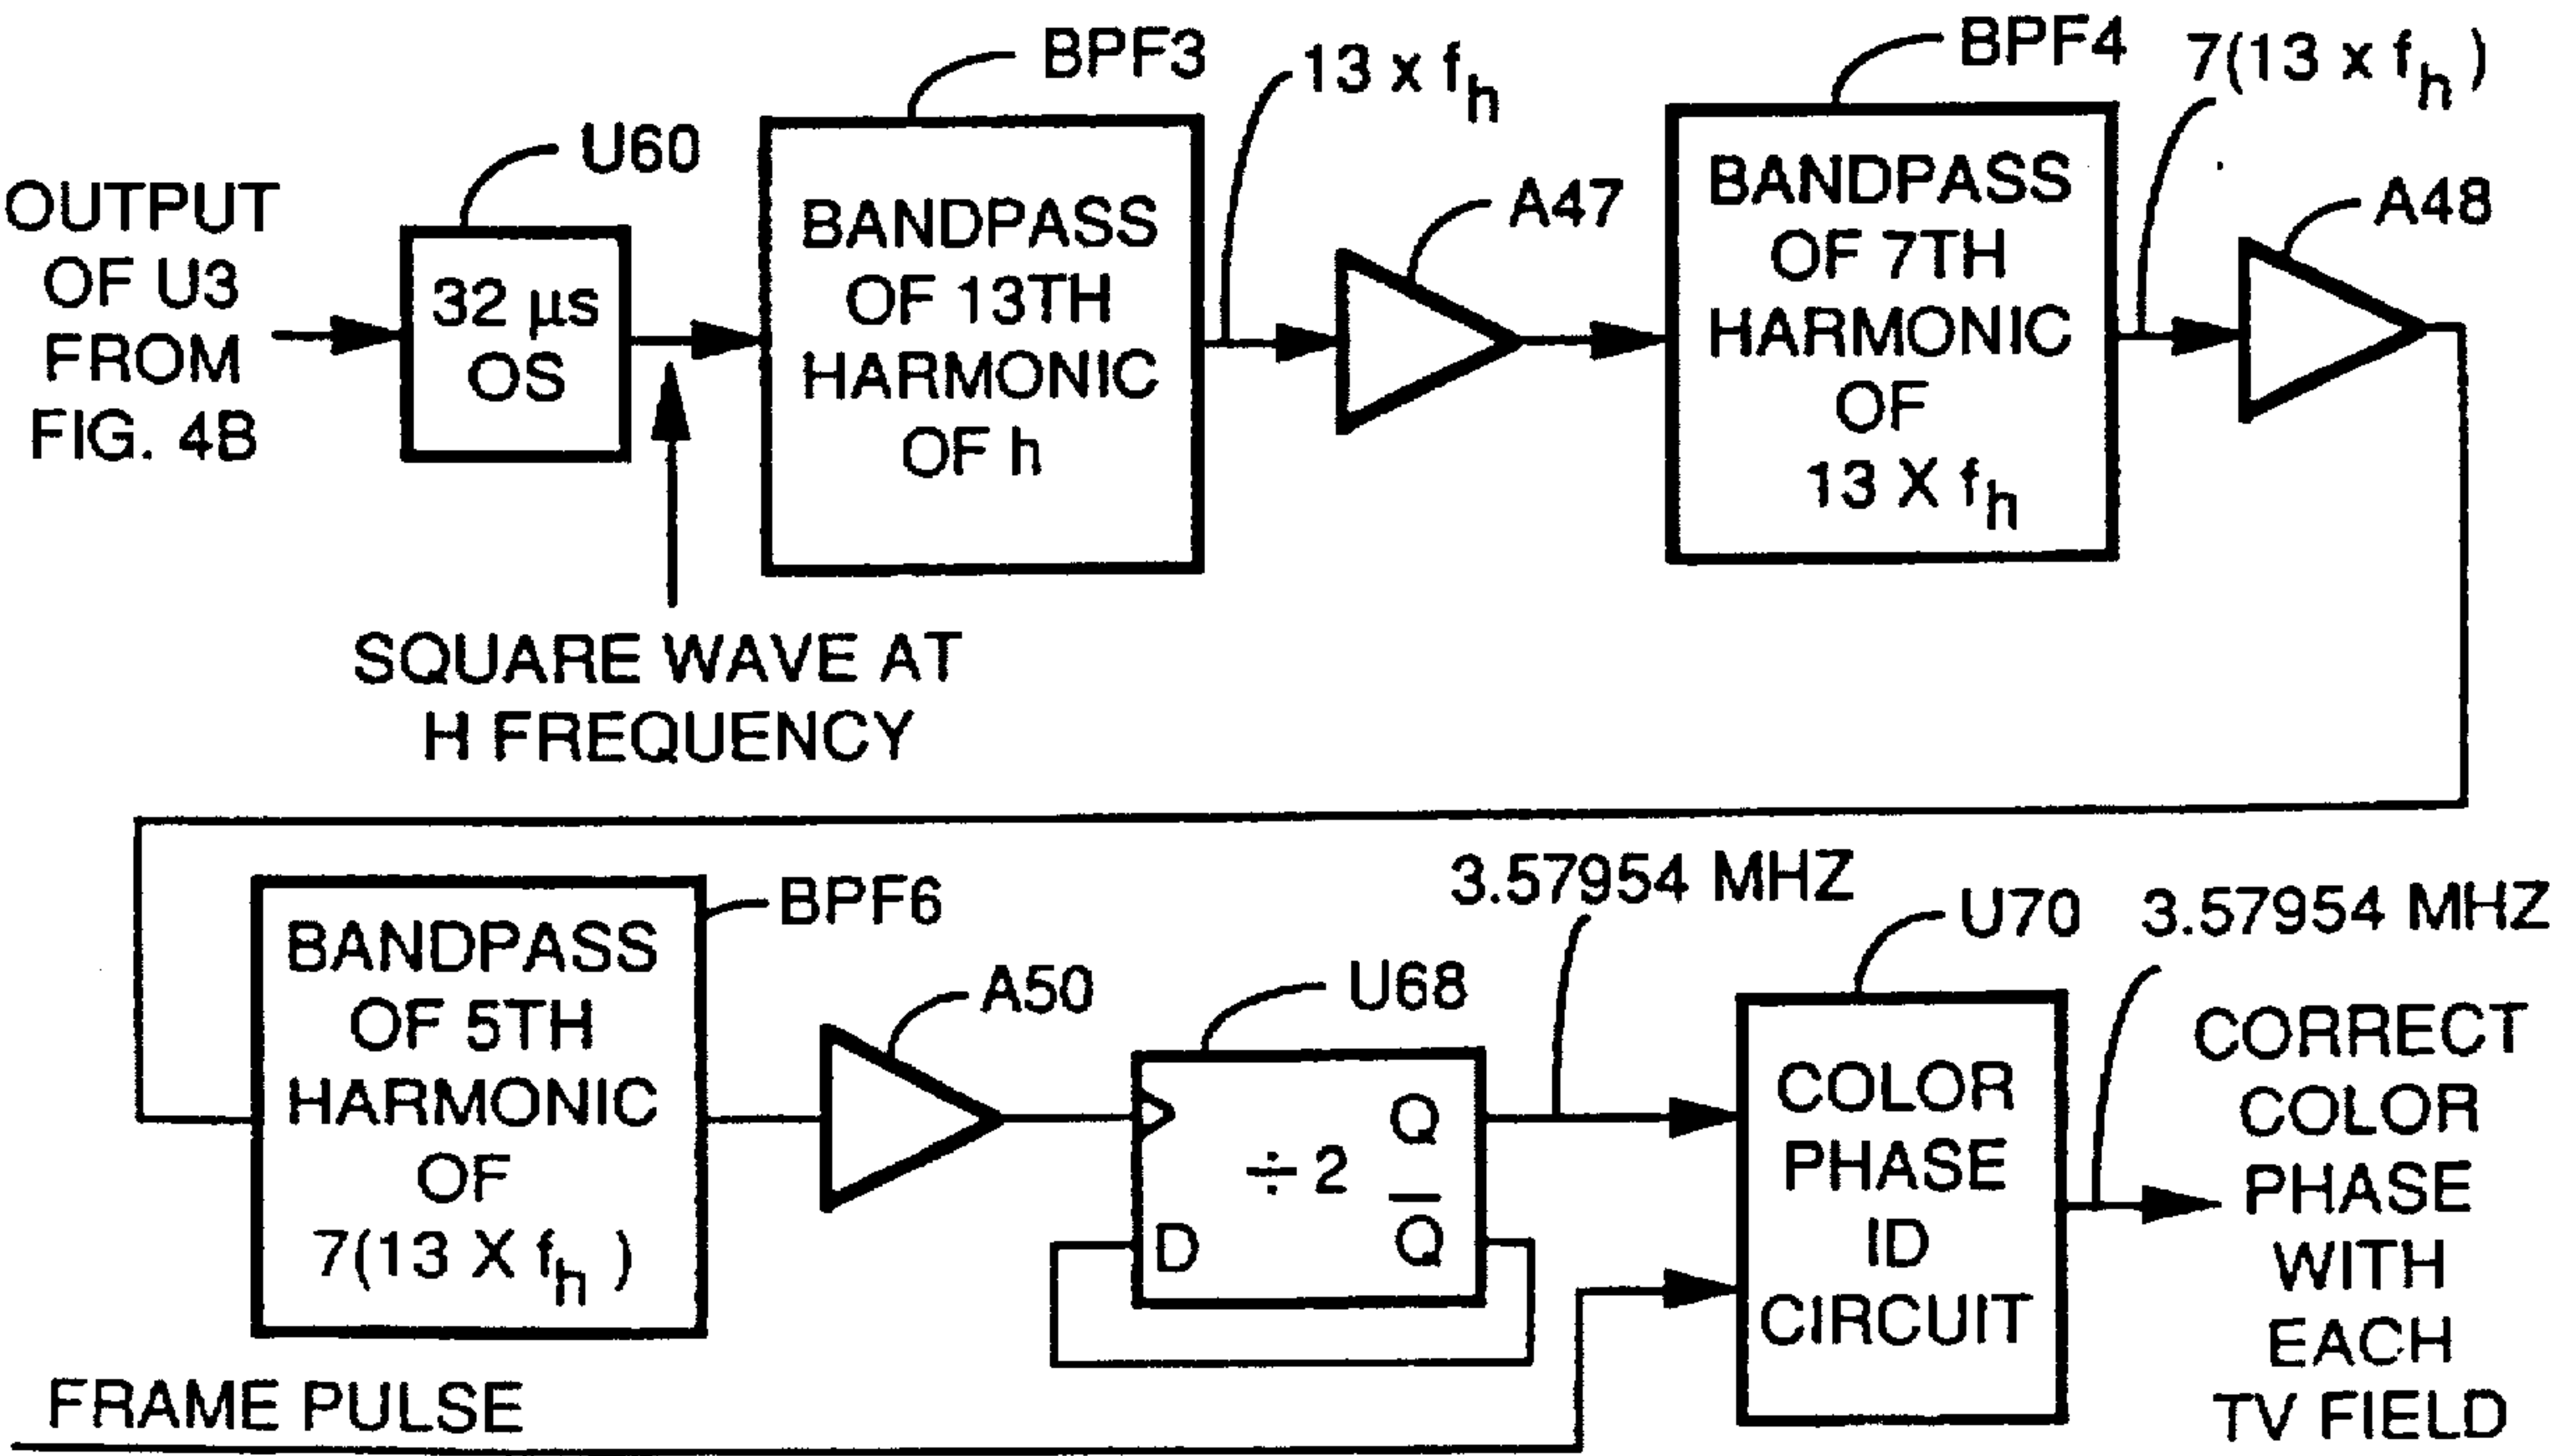 OUTPUT
OF U3
FROM
FIG. 4B
U60
32 µs
OS
SQUARE WAVE AT
H FREQUENCY
BPF3
BANDPASS
OF 13TH
HARMONIC
OF h
13 x fh
A47
BPF4
BANDPASS
OF 7TH
HARMONIC
OF
13 X fh
7(13 x fh )
A48
BPF6
BANDPASS
OF 5TH
HARMONIC
OF
7(13 X fh )
A50
U68
÷2
Q
D
Q̅
3.57954 MHZ
U70
COLOR
PHASE
ID
CIRCUIT
3.57954 MHZ
CORRECT
COLOR
PHASE
WITH
EACH
TV FIELD
FRAME PULSE